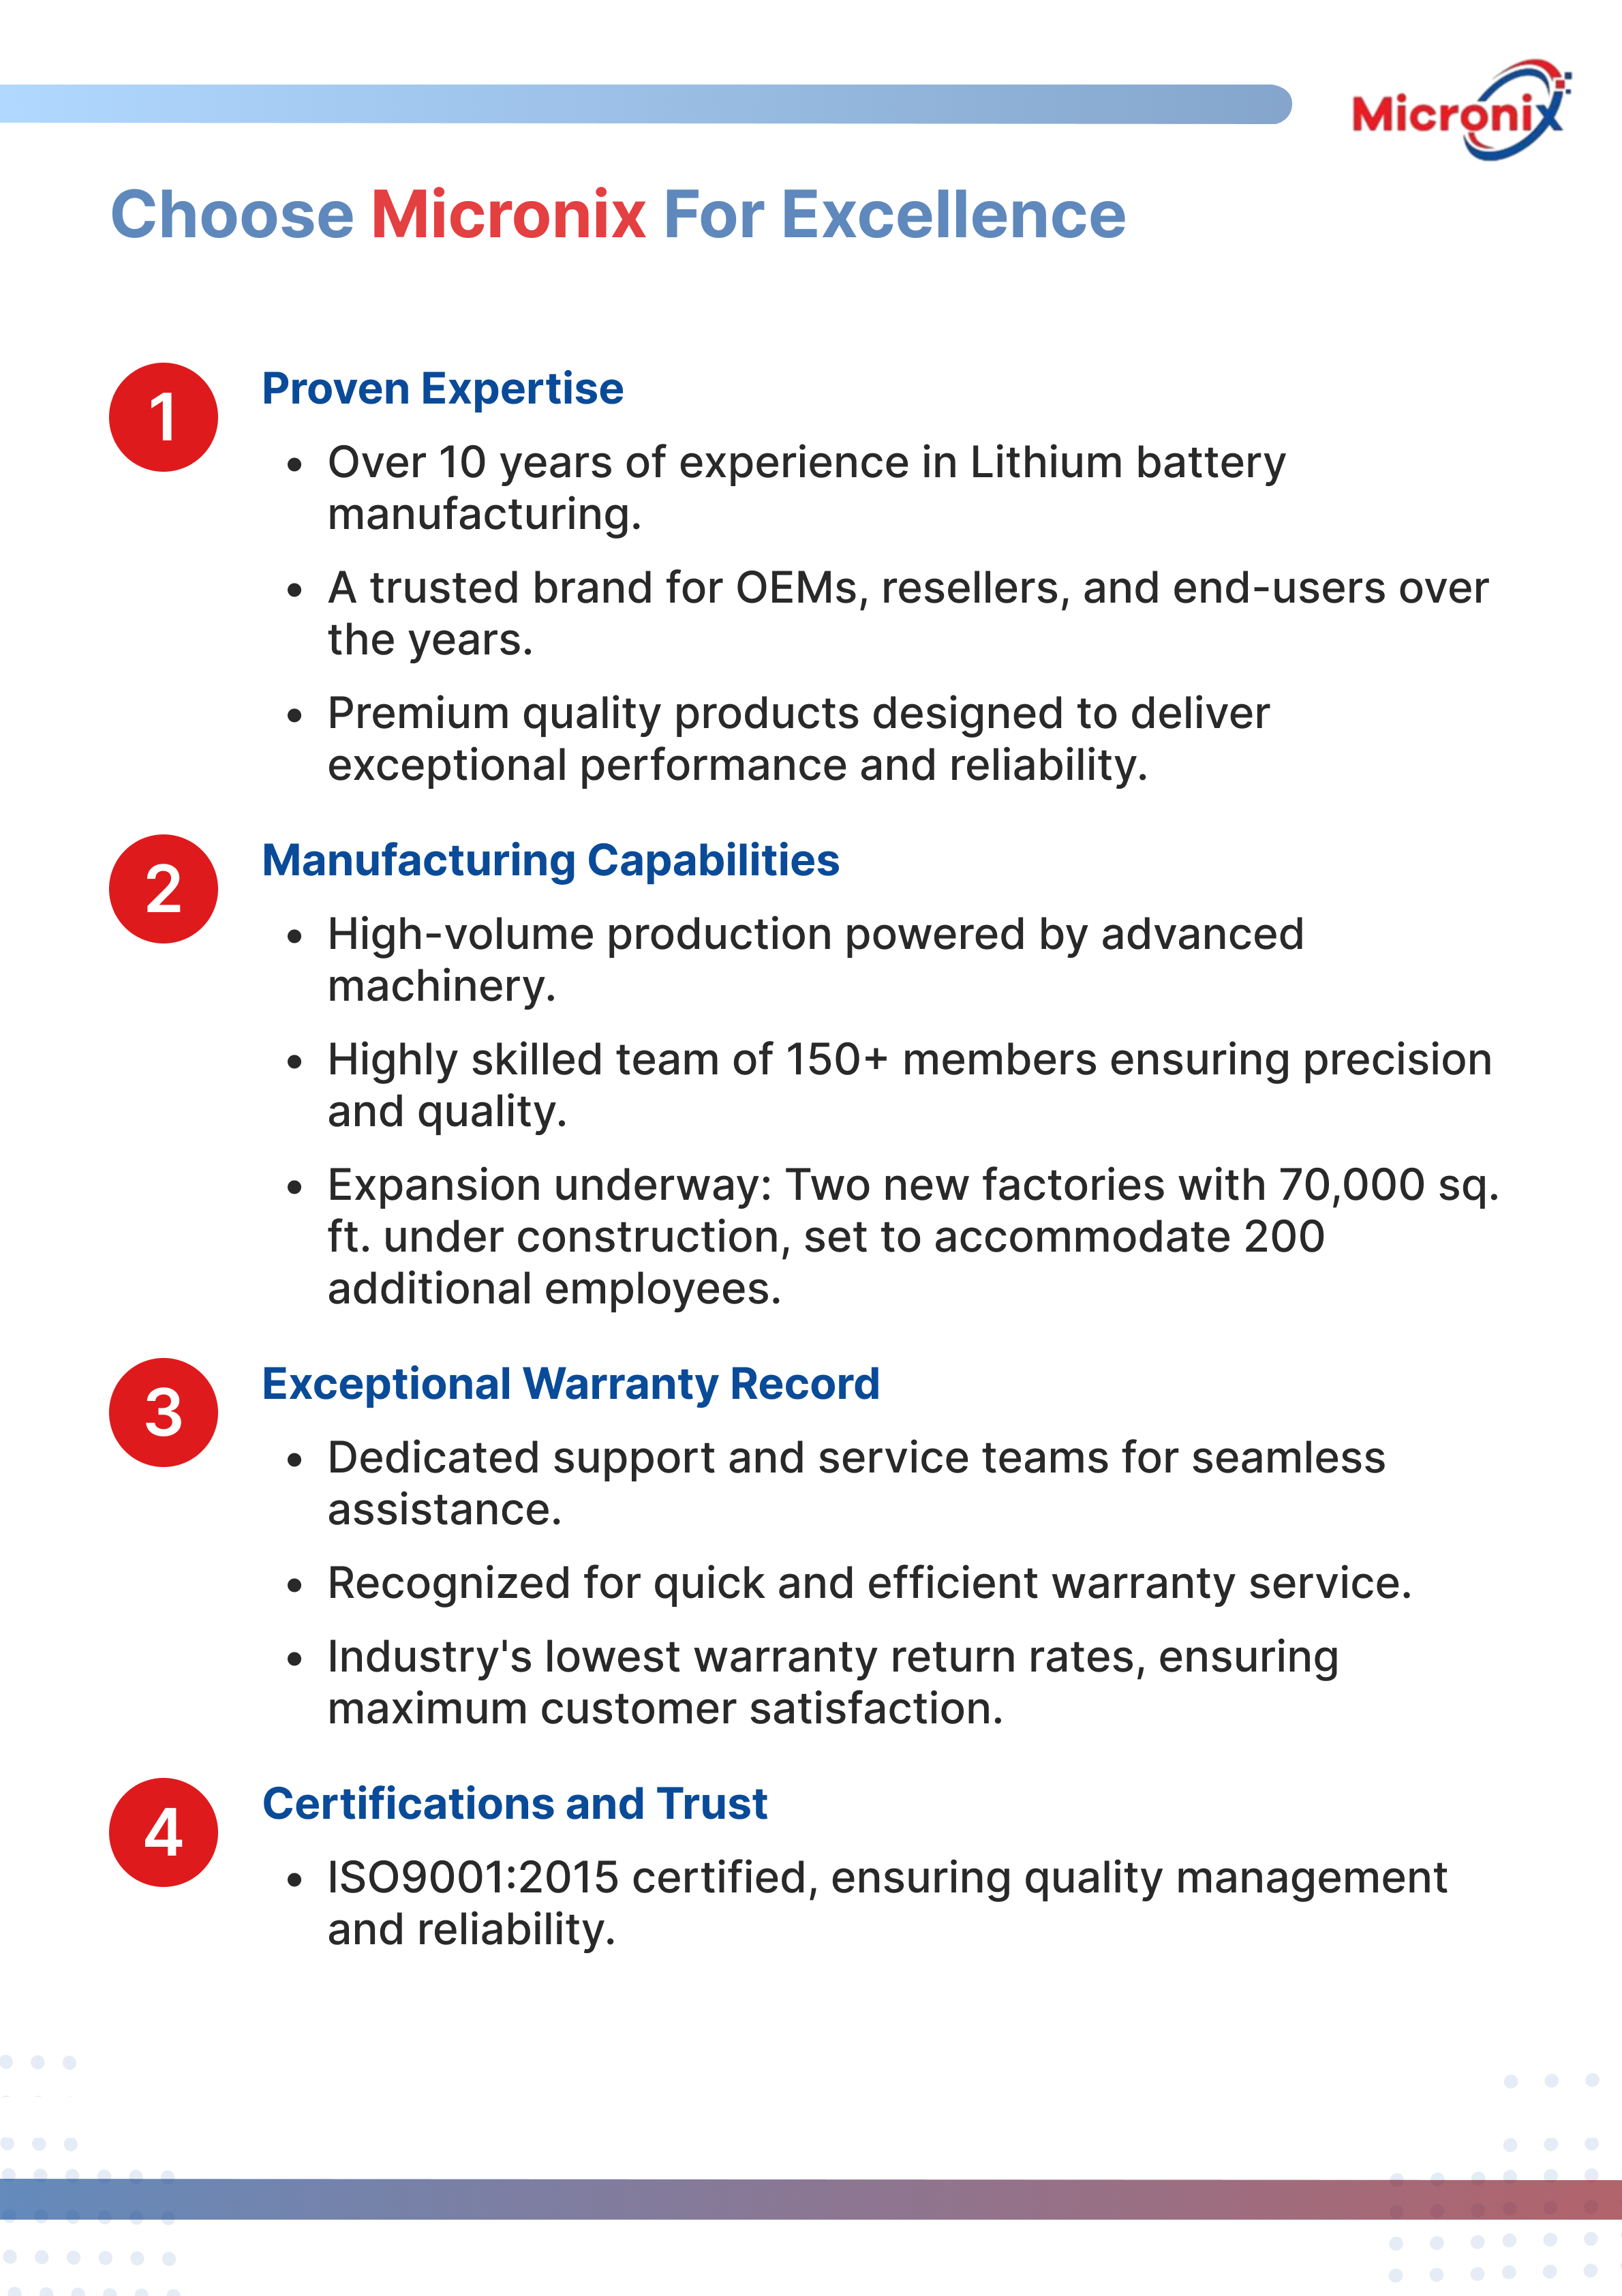 Micronix
Choose Micronix For Excellence
1
Proven Expertise
• Over 10 years of experience in Lithium battery
manufacturing.
• A trusted brand for OEMs, resellers, and end-users over
the years.
• Premium quality products designed to deliver
exceptional performance and reliability.
2
Manufacturing Capabilities
• High-volume production powered by advanced
machinery.
• Highly skilled team of 150+ members ensuring precision
and quality.
• Expansion underway: Two new factories with 70,000 sq.
ft. under construction, set to accommodate 200
additional employees.
3
Exceptional Warranty Record
• Dedicated support and service teams for seamless
assistance.
• Recognized for quick and efficient warranty service.
• Industry's lowest warranty return rates, ensuring
maximum customer satisfaction.
4
Certifications and Trust
• ISO9001:2015 certified, ensuring quality management
and reliability.